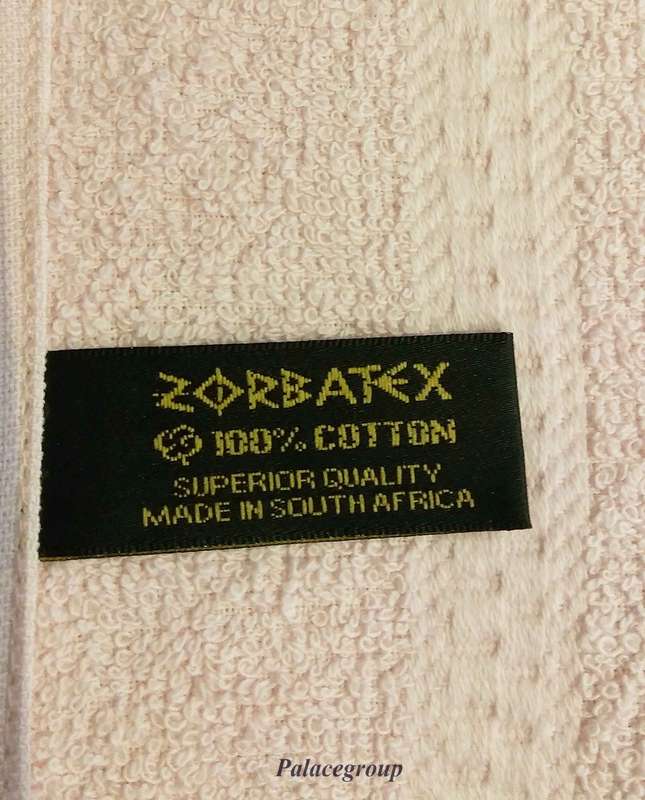 ZORBATEX
100% COTTON
SUPERIOR QUALITY
MADE IN SOUTH AFRICA
Palacegroup